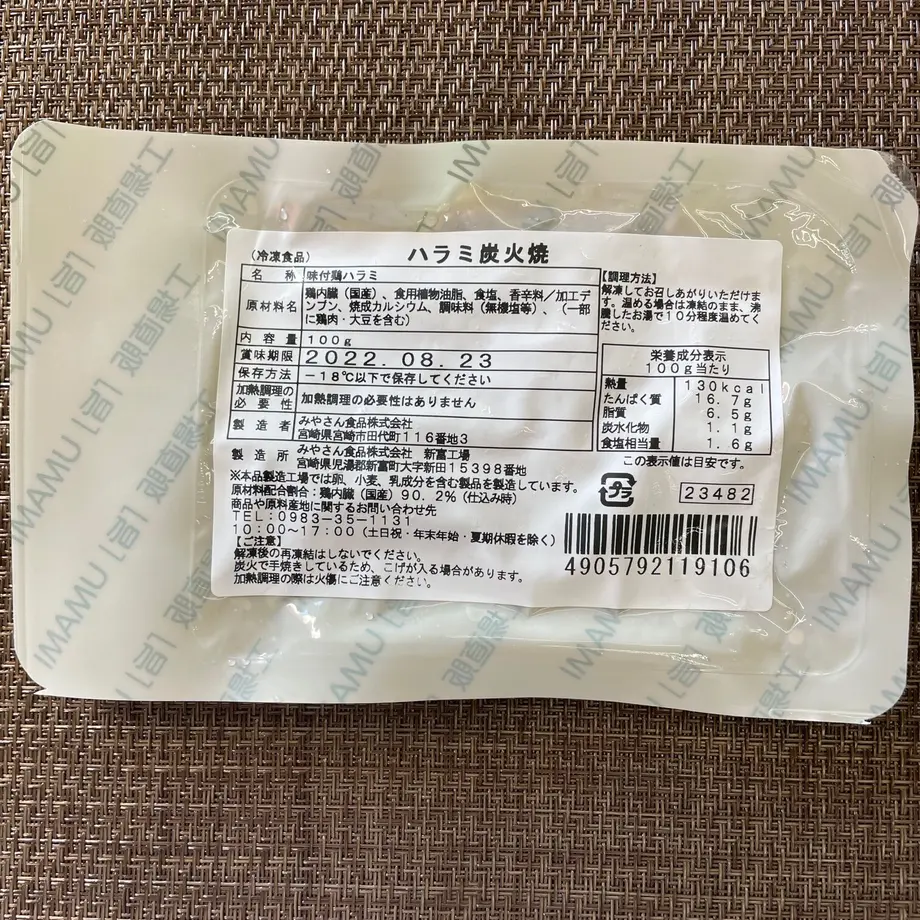 (冷凍食品)
ハラミ炭火焼
名称 味付鶏ハラミ
原材料名 鶏内臓(国産)、食用植物油脂、食塩、香辛料/加工デ
ンプン、焼成カルシウム、調味料(無機塩等)、(一部
に鶏肉・大豆を含む)
内容量 100g
賞味期限 2022.08.23
保存方法 -18℃以下で保存してください
加熱調理の
必要性 加熱調理の必要性はありません
製造者 みやさん食品株式会社
宮崎県宮崎市田代町116番地3
製造所 みやさん食品株式会社 新富工場
宮崎県児湯郡新富町大字新田15398番地
※本品製造工場では卵、小麦、乳成分を含む製品を製造しています。
原材料配合割合:鶏内臓(国産)90.2%(仕込み時)
商品や原料産地に関するお問い合わせ先
TEL:0983-35-1131
10:00~17:00(土日祝・年末年始・夏期休暇を除く)
【ご注意】
解凍後の再凍結はしないでください。
炭火で手焼きしているため、こげが入る場合があります。
加熱調理の際は火傷にご注意ください。
【調理方法】
解凍してお召しあがりいただけま
す。温める場合は凍結のまま、沸
騰したお湯で10分程度温めてく
ださい。
栄養成分表示
100g当たり
熱量 130kcal
たんぱく質 16.7g
脂質 6.5g
炭水化物 1.1g
食塩相当量 1.6g
この表示値は目安です。
プラ
23482
4905792119106
工場直販
UMAMI